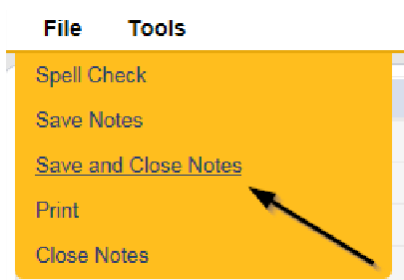 File Tools
Spell Check
Save Notes
Save and Close Notes
Print
Close Notes